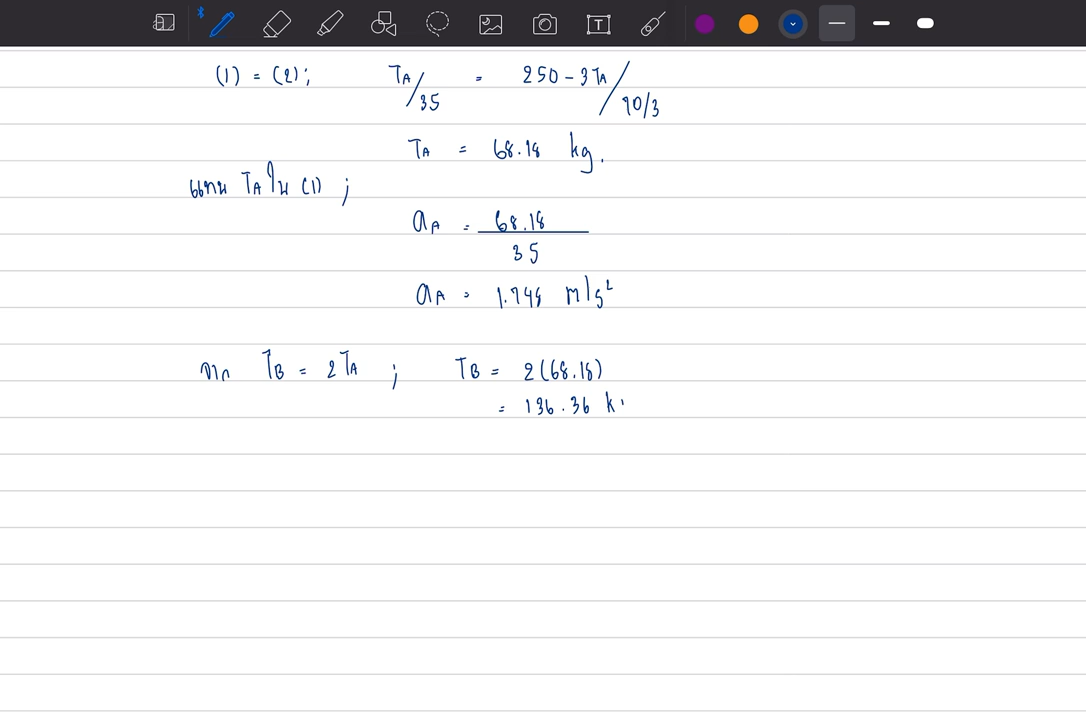 (1) = (2); TA/35 = 250 - 3TA/70/3
TA = 68.18 kg.
แทน TA ใน (1) ;
aA = 68.18
35
aA = 1.948 m/s²
จาก TB = 2TA ; TB = 2(68.18)
= 136.36 k